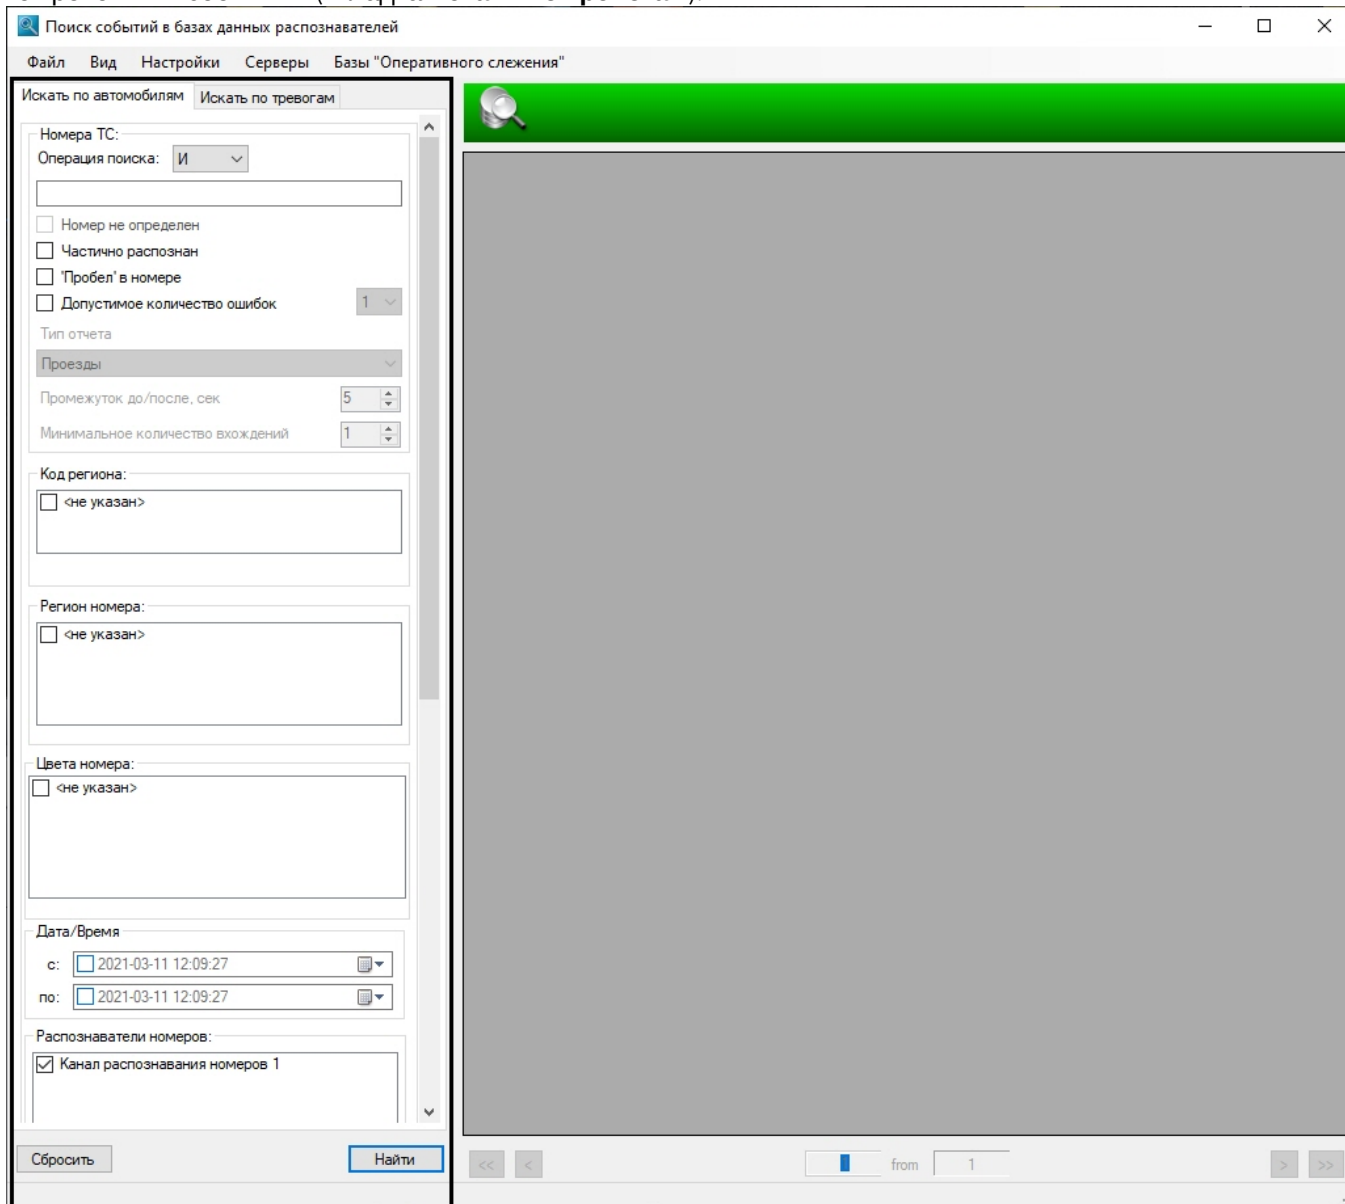 Поиск событий в базах данных распознавателей
Файл Вид Настройки Серверы Базы "Оперативного слежения"
Искать по автомобилям Искать по тревогам
Номера ТС:
Операция поиска: И
Номер не определен
Частично распознан
'Пробел' в номере
Допустимое количество ошибок 1
Тип отчета
Проезды
Промежуток до/после, сек 5
Минимальное количество вхождений 1
Код региона:
<не указан>
Регион номера:
<не указан>
Цвета номера:
<не указан>
Дата/Время
с: 2021-03-11 12:09:27
по: 2021-03-11 12:09:27
Распознаватели номеров:
Канал распознавания номеров 1
Сбросить Найти
<< < from 1 > >>